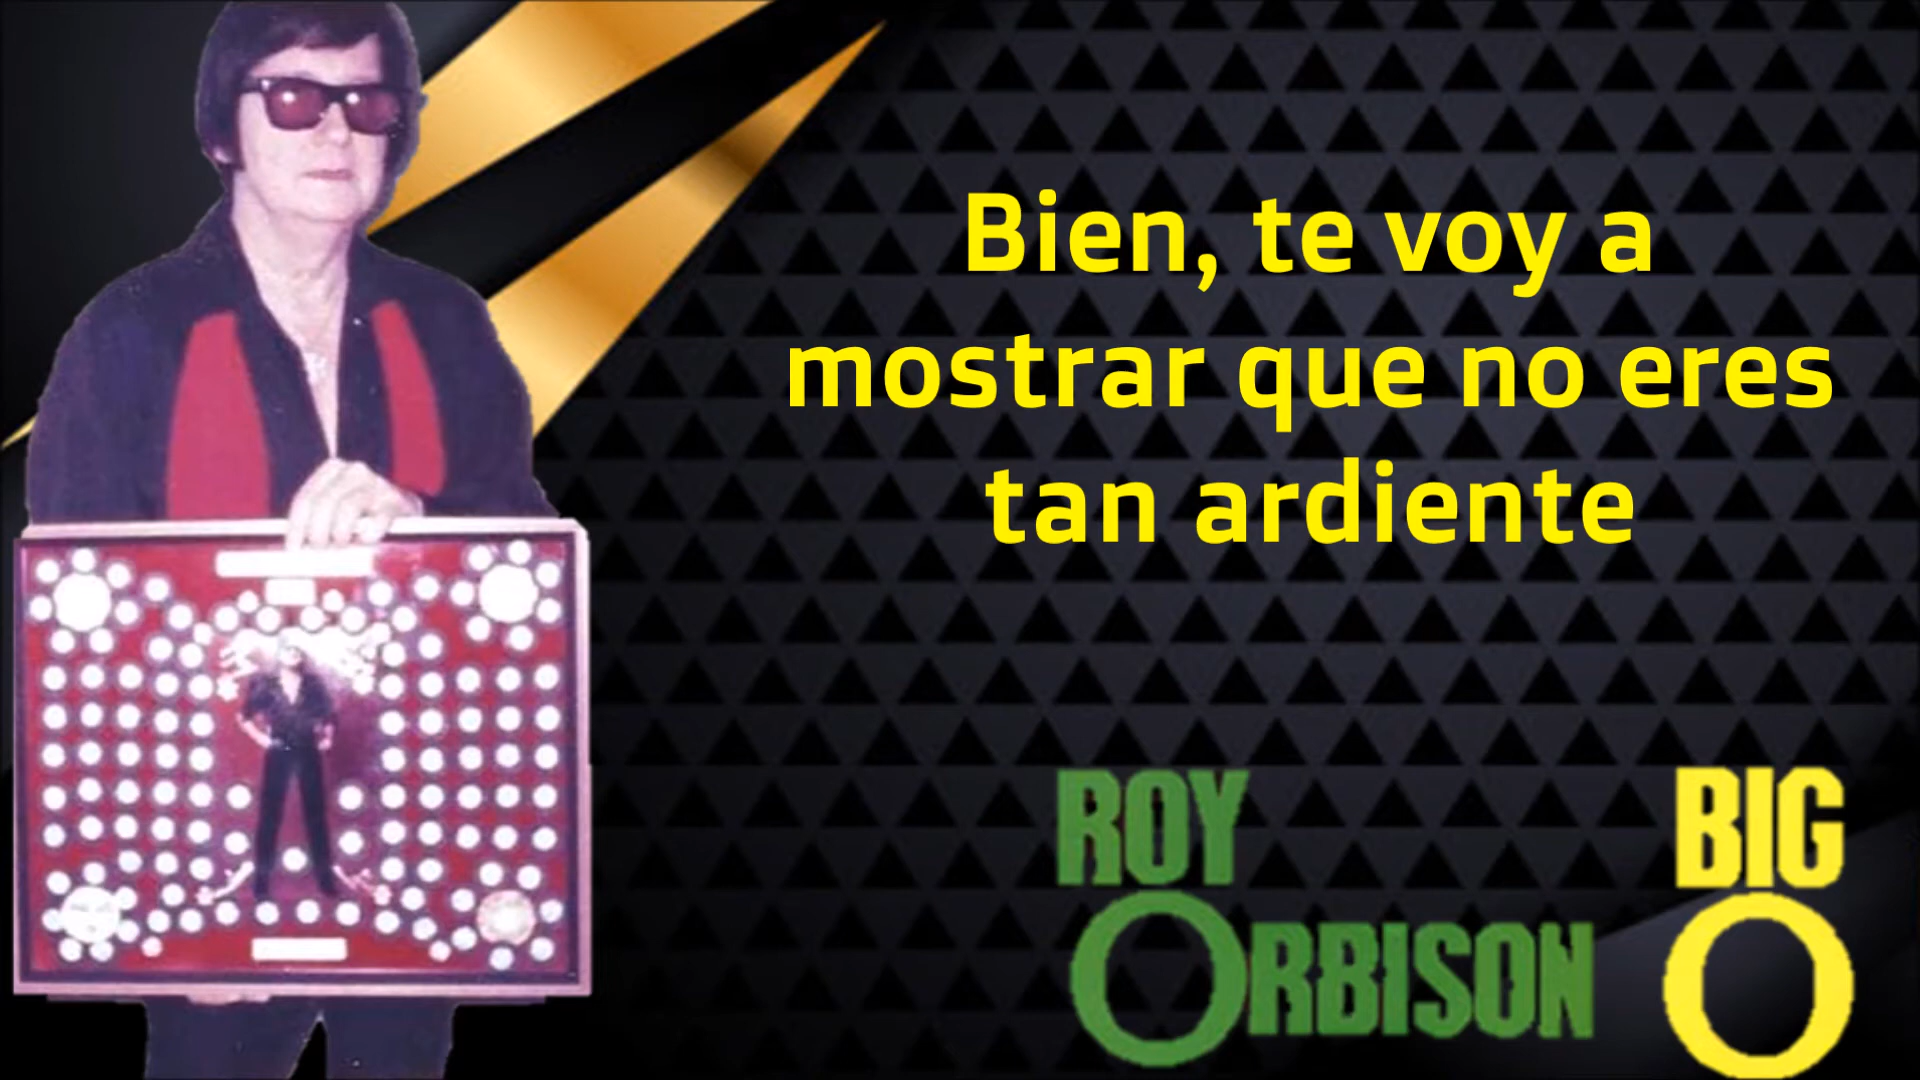 Bien, te voy a
mostrar que no eres
tan ardiente
ROY
ORBISON
BIG
O